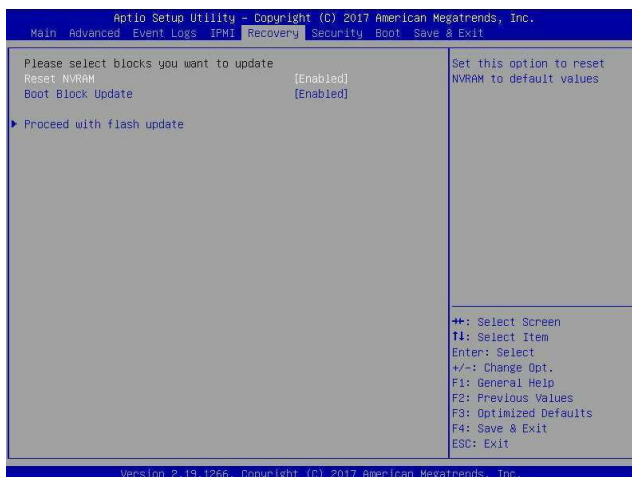 Aptio Setup Utility – Copyright (C) 2017 American Megatrends, Inc.
Main Advanced Event Logs IPMI Recovery Security Boot Save & Exit
Please select blocks you want to update
Reset NVRAM [Enabled]
Boot Block Update [Enabled]
Proceed with flash update
Set this option to reset
NVRAM to default values
→←: Select Screen
↑↓: Select Item
Enter: Select
+/-: Change Opt.
F1: General Help
F2: Previous Values
F3: Optimized Defaults
F4: Save & Exit
ESC: Exit
Version 2.19.1266. Copyright (C) 2017 American Megatrends, Inc.